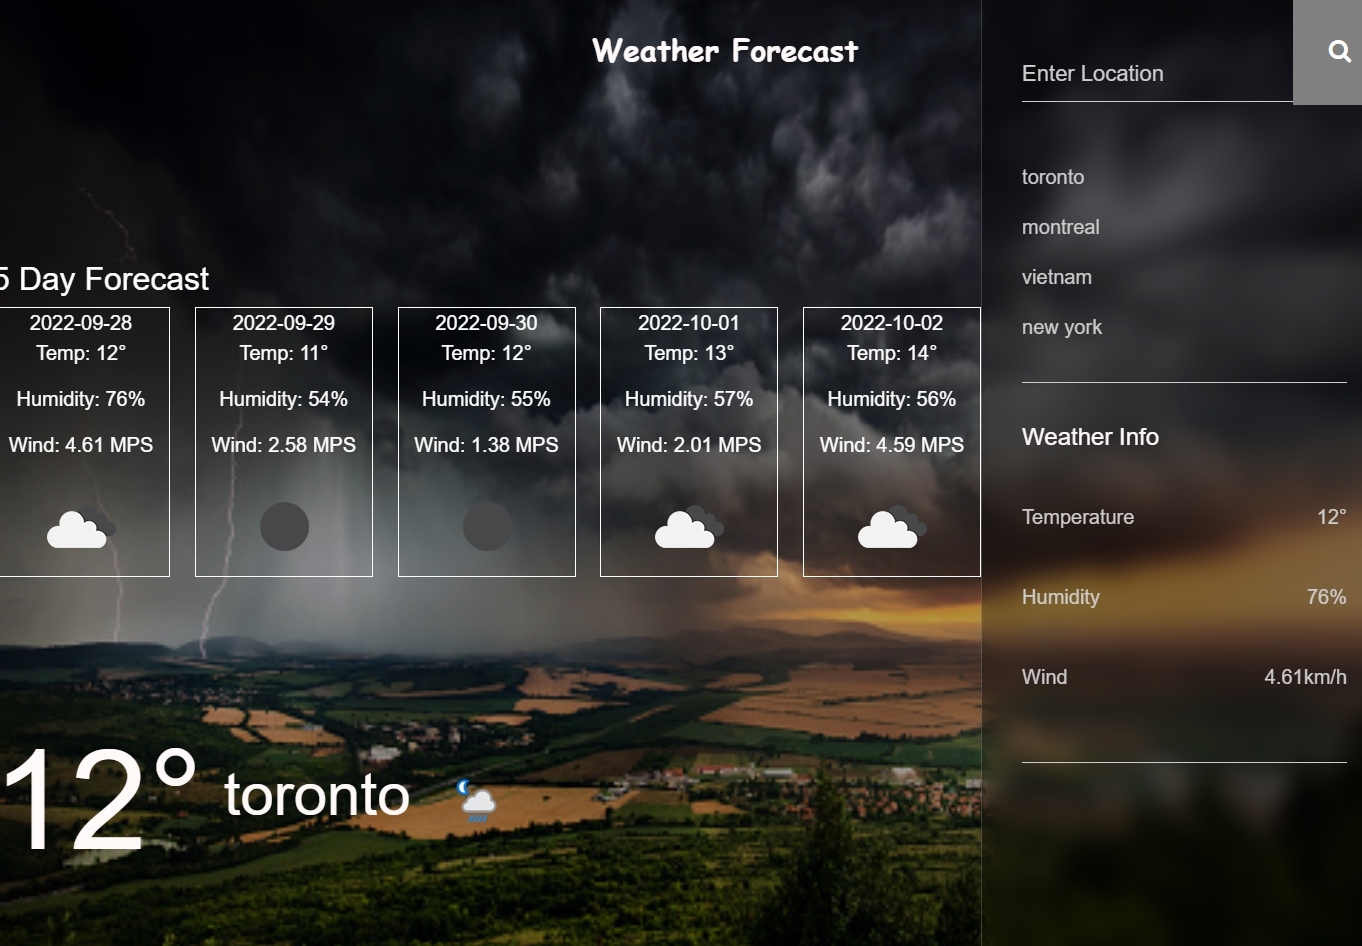 Weather Forecast
5 Day Forecast
2022-09-28
Temp: 12°
Humidity: 76%
Wind: 4.61 MPS
2022-09-29
Temp: 11°
Humidity: 54%
Wind: 2.58 MPS
2022-09-30
Temp: 12°
Humidity: 55%
Wind: 1.38 MPS
2022-10-01
Temp: 13°
Humidity: 57%
Wind: 2.01 MPS
2022-10-02
Temp: 14°
Humidity: 56%
Wind: 4.59 MPS
12° toronto
Enter Location
toronto
montreal
vietnam
new york
Weather Info
Temperature 12°
Humidity 76%
Wind 4.61km/h